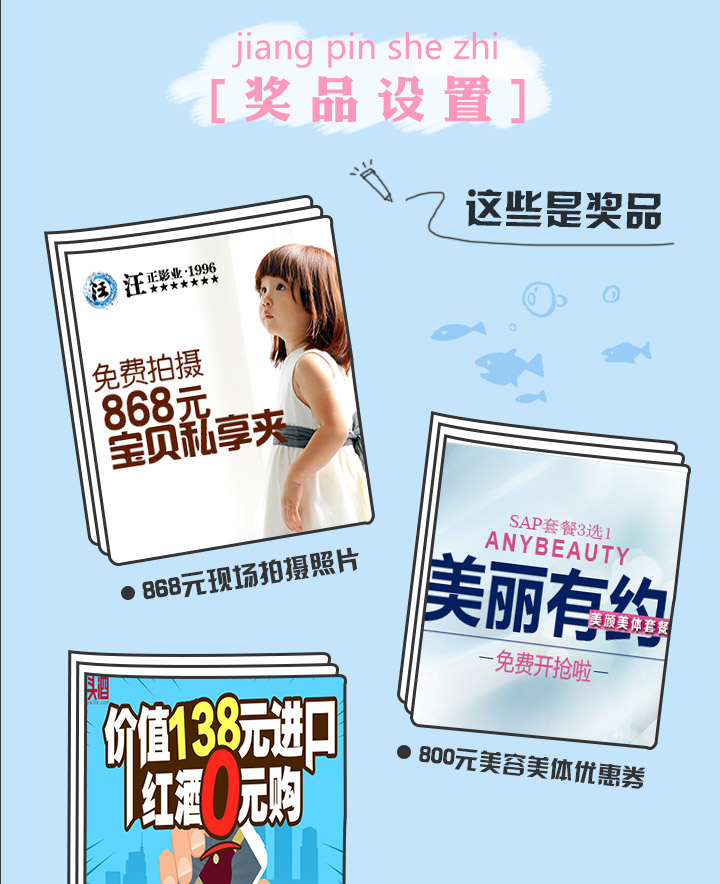 jiang pin she zhi
[奖品设置]
这些是奖品
汪
汪正影业·1996
★★★★★★★
免费拍摄
868元
宝贝私享夹
868元现场拍摄照片
SAP套餐3选1
ANYBEAUTY
美丽有约
美颜美体套餐
免费开抢啦
800元美容美体优惠券
头酒
价值138元进口
红酒0元购